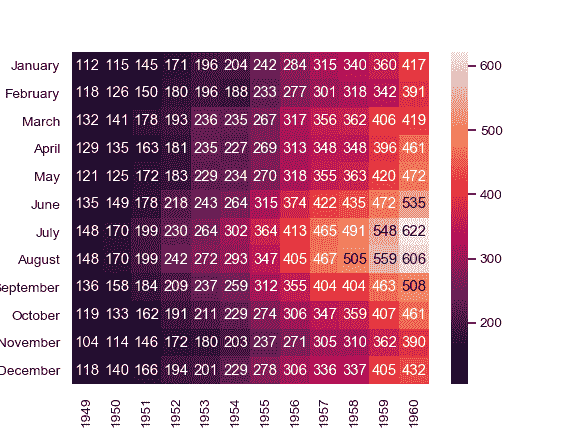 January 112 115 145 171 196 204 242 284 315 340 360 417
600
February 118 126 150 180 196 188 233 277 301 318 342 391
March 132 141 178 193 236 235 267 317 356 362 406 419
500
April 129 135 163 181 235 227 269 313 348 348 396 461
May 121 125 172 183 229 234 270 318 355 363 420 472
400
June 135 149 178 218 243 264 315 374 422 435 472 535
July 148 170 199 230 264 302 364 413 465 491 548 622
August 148 170 199 242 272 293 347 405 467 505 559 606
300
September 136 158 184 209 237 259 312 355 404 404 463 508
October 119 133 162 191 211 229 274 306 347 359 407 461
200
November 104 114 146 172 180 203 237 271 305 310 362 390
December 118 140 166 194 201 229 278 306 336 337 405 432
1949 1950 1951 1952 1953 1954 1955 1956 1957 1958 1959 1960